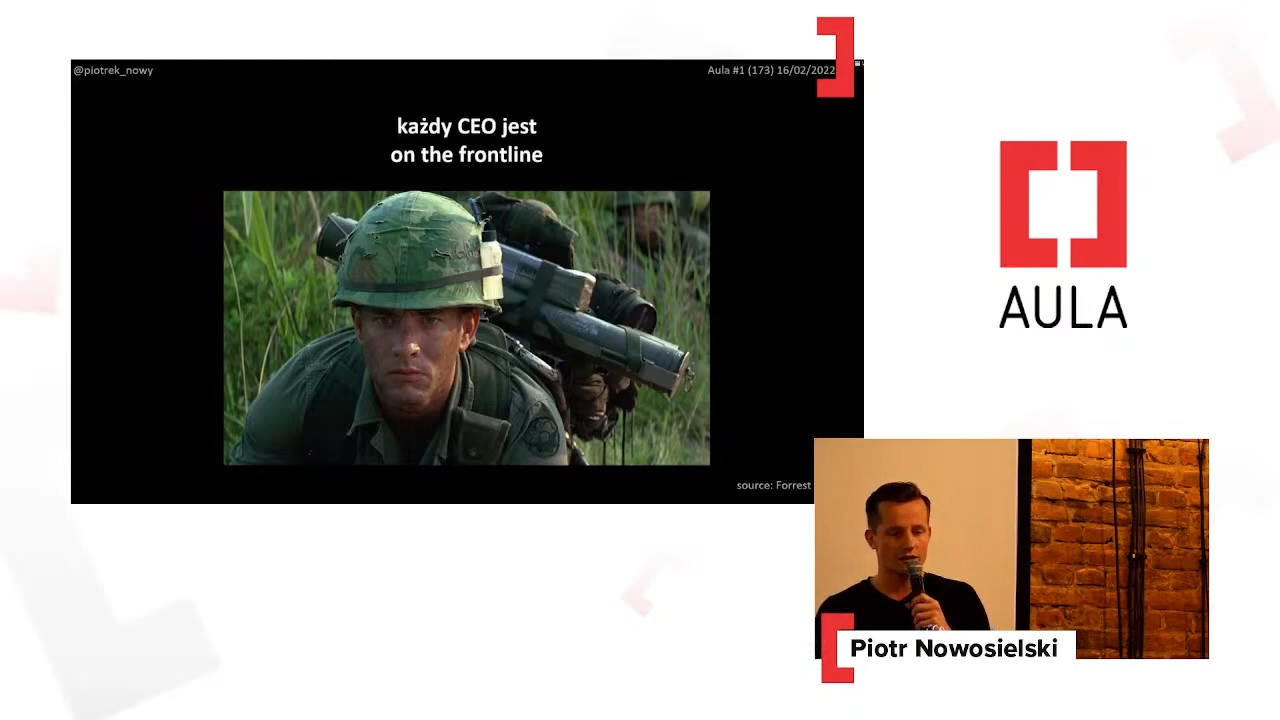 @piotrek_nowy
Aula #1 (173) 16/02/2022
każdy CEO jest
on the frontline
source: Forrest
AULA
Piotr Nowosielski